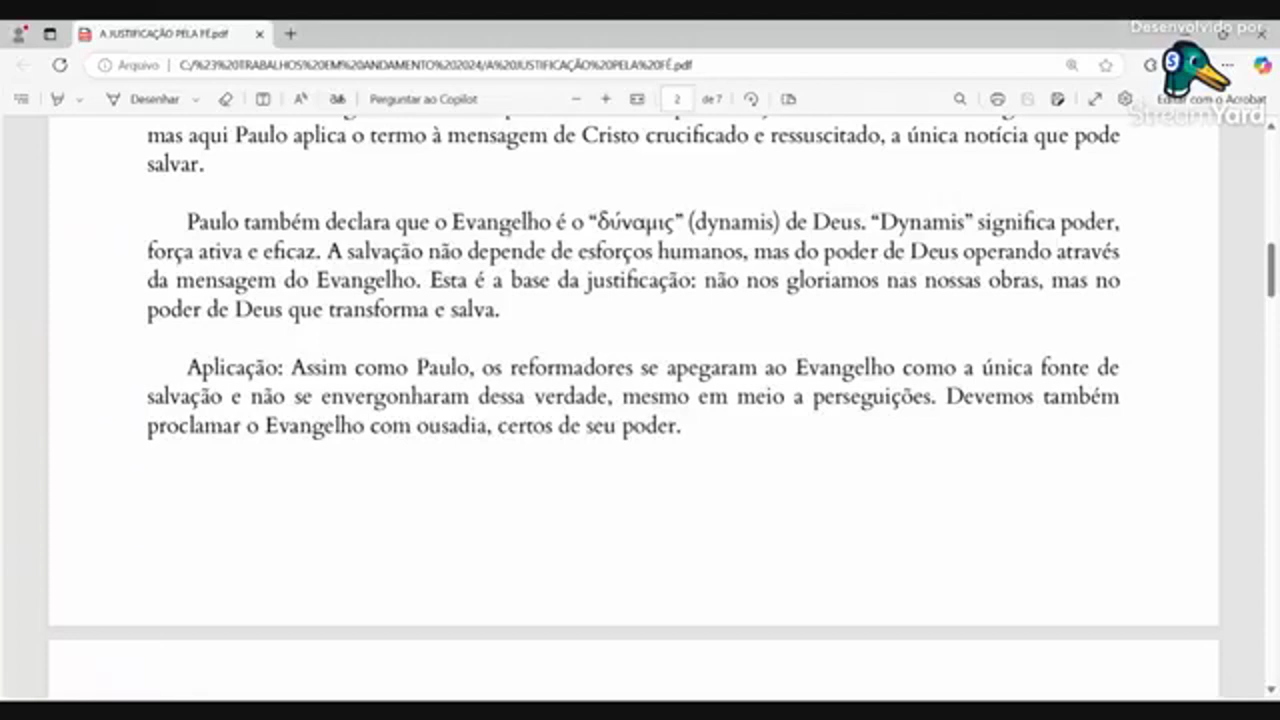 Desenvolvido por
A JUSTIFICAÇÃO PELA FÉ.pdf
Arquivo
C:/%23%20TRABALHOS%20EM%20ANDAMENTO%202024/A%20JUSTIFICAÇÃO%20PELA%20FÉ.pdf
Desenhar
Perguntar ao Copilot
2 de 7
Editar com o Acrobat
StreamYard
mas aqui Paulo aplica o termo à mensagem de Cristo crucificado e ressuscitado, a única notícia que pode
salvar.
Paulo também declara que o Evangelho é o “δύναμις” (dynamis) de Deus. “Dynamis” significa poder,
força ativa e eficaz. A salvação não depende de esforços humanos, mas do poder de Deus operando através
da mensagem do Evangelho. Esta é a base da justificação: não nos gloriamos nas nossas obras, mas no
poder de Deus que transforma e salva.
Aplicação: Assim como Paulo, os reformadores se apegaram ao Evangelho como a única fonte de
salvação e não se envergonharam dessa verdade, mesmo em meio a perseguições. Devemos também
proclamar o Evangelho com ousadia, certos de seu poder.